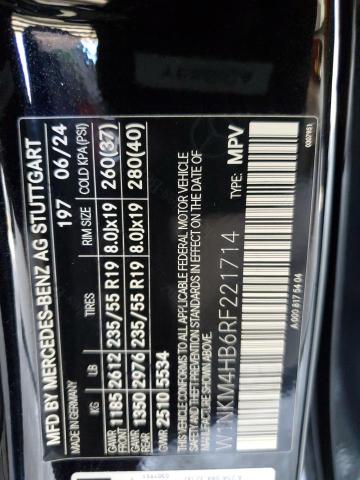 MFD BY MERCEDES-BENZ AG STUTTGART
MADE IN GERMANY 197 06/24
KG LB TIRES RIM SIZE COLD KPA(PSI)
GAWR FRONT 1185 2612 235/55 R19 8.0Jx19 260(37)
GAWR REAR 1350 2976 235/55 R19 8.0Jx19 280(40)
GVWR 2510 5534
THIS VEHICLE CONFORMS TO ALL APPLICABLE FEDERAL MOTOR VEHICLE
SAFETY, BUMPER, AND THEFT PREVENTION STANDARDS IN EFFECT ON THE DATE
OF MANUFACTURE SHOWN ABOVE.
W1NKM4HB6RF221714 TYPE: MPV
A 000 817 54 04